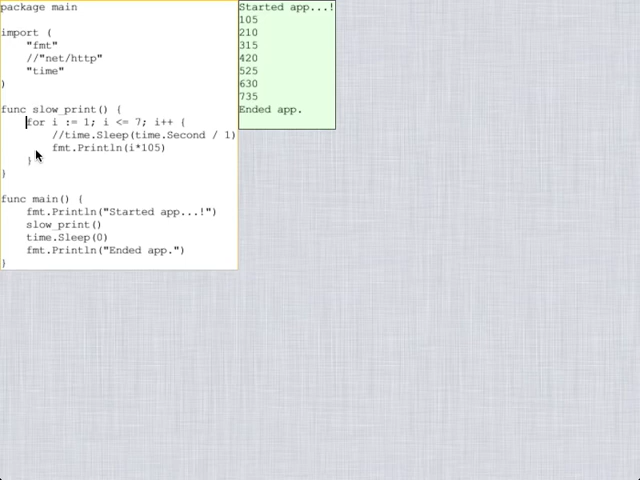 package main
import (
"fmt"
//"net/http"
"time"
)
func slow_print() {
for i := 1; i <= 7; i++ {
//time.Sleep(time.Second / 1)
fmt.Println(i*105)
}
}
func main() {
fmt.Println("Started app...!")
slow_print()
time.Sleep(0)
fmt.Println("Ended app.")
}
Started app...!
105
210
315
420
525
630
735
Ended app.